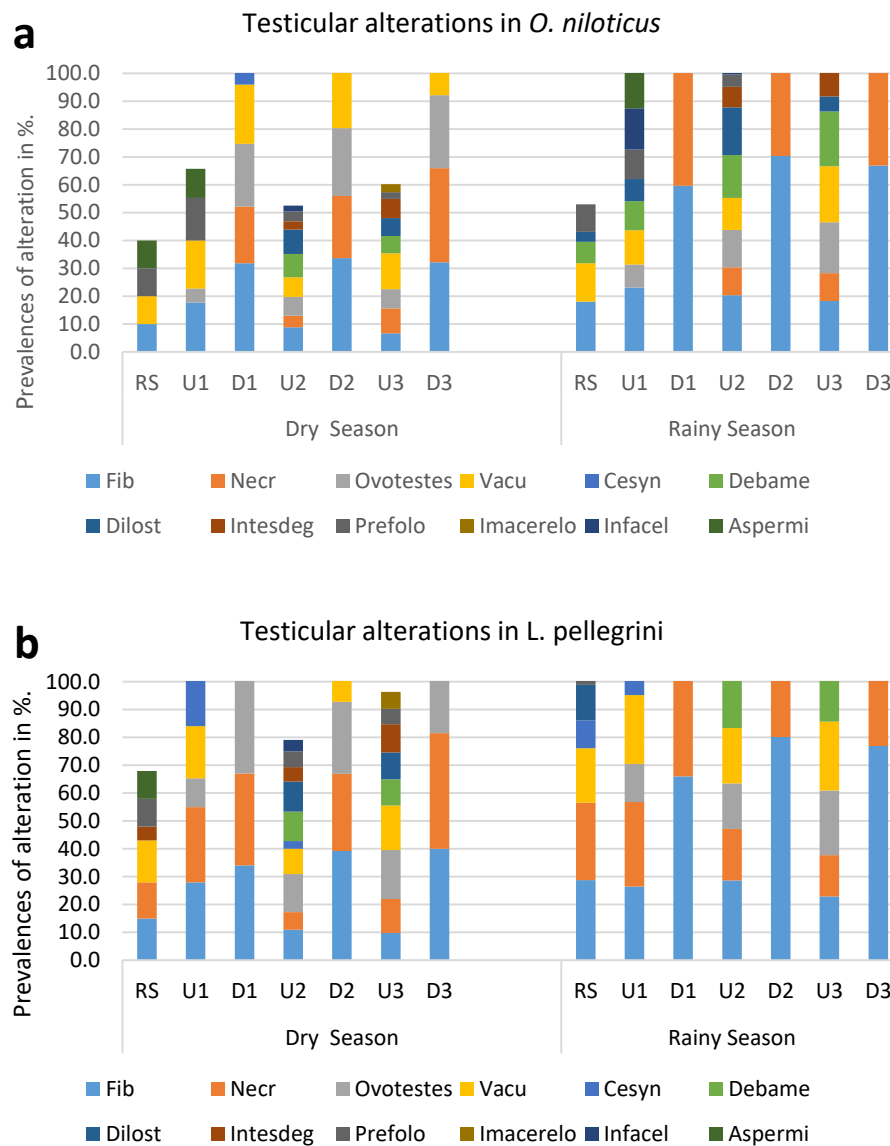 a
Testicular alterations in O. niloticus
Prevalences of alteration in %.
100.0
90.0
80.0
70.0
60.0
50.0
40.0
30.0
20.0
10.0
0.0
RS U1 D1 U2 D2 U3 D3 RS U1 D1 U2 D2 U3 D3
Dry Season Rainy Season
Fib Necr Ovotestes Vacu Cesyn Debame
Dilost Intesdeg Prefolo Imacerelo Infacel Aspermi
b
Testicular alterations in L. pellegrini
Prevalences of alteration in %.
100.0
90.0
80.0
70.0
60.0
50.0
40.0
30.0
20.0
10.0
0.0
RS U1 D1 U2 D2 U3 D3 RS U1 D1 U2 D2 U3 D3
Dry Season Rainy Season
Fib Necr Ovotestes Vacu Cesyn Debame
Dilost Intesdeg Prefolo Imacerelo Infacel Aspermi